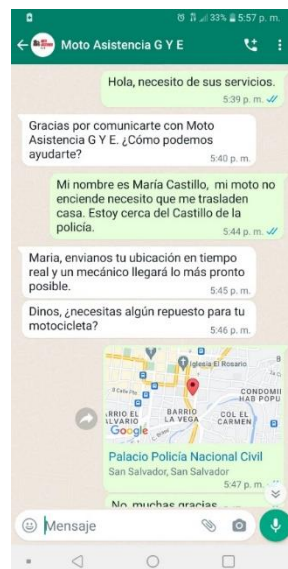 33% 5:57 p. m.
Moto Asistencia G Y E
Hola, necesito de sus servicios.
5:39 p. m.
Gracias por comunicarte con Moto
Asistencia G Y E. ¿Cómo podemos
ayudarte?
5:40 p. m.
Mi nombre es María Castillo, mi moto no
enciende necesito que me trasladen
casa. Estoy cerca del Castillo de la
policía.
5:44 p. m.
Maria, envianos tu ubicación en tiempo
real y un mecánico llegará lo más pronto
posible.
5:45 p. m.
Dinos, ¿necesitas algún repuesto para tu
motocicleta?
5:46 p. m.
Iglesia El Rosario
CONDOMII
HAB POPU
BARRIO
LA VEGA
COL EL
CARMEN
RRIO EL
LVARIO
Google
Palacio Policía Nacional Civil
San Salvador, San Salvador
5:47 p. m.
No, muchas gracias
Mensaje